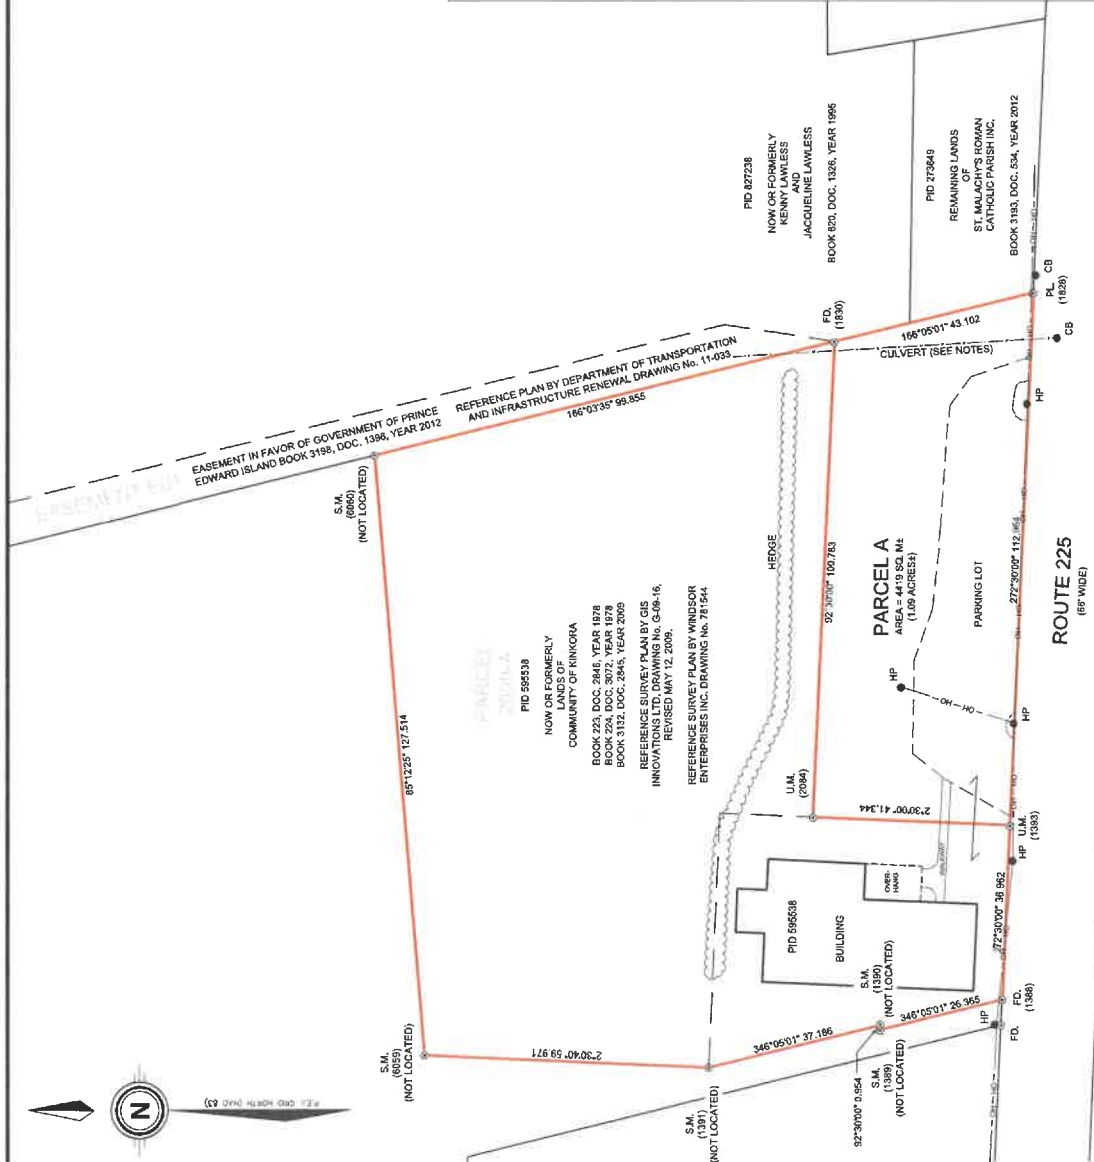 PID 827238
NOW OR FORMERLY
KENNY LAWLESS
AND
JACQUELINE LAWLESS
BOOK 820, DOC. 1326, YEAR 1995
PID 273649
REMAINING LANDS
OF
ST. MALACHY'S ROMAN
CATHOLIC PARISH INC.
BOOK 3193, DOC. 534, YEAR 2012
EASEMENT IN FAVOR OF GOVERNMENT OF PRINCE
EDWARD ISLAND BOOK 3198, DOC. 1396, YEAR 2012
REFERENCE PLAN BY DEPARTMENT OF TRANSPORTATION
AND INFRASTRUCTURE RENEWAL DRAWING No. 11-033
166°03'35" 99.855
FD.
(1830)
166°05'01" 43.102
CULVERT (SEE NOTES)
CB
PL.
(1828)
CB
S.M.
(6060)
(NOT LOCATED)
85°12'25" 127.514
PARCEL
PID 595538
NOW OR FORMERLY
LANDS OF
COMMUNITY OF KINKORA
BOOK 223, DOC. 2846, YEAR 1978
BOOK 224, DOC. 3072, YEAR 1978
BOOK 3132, DOC. 2845, YEAR 2009
REFERENCE SURVEY PLAN BY GIS
INNOVATIONS LTD. DRAWING No. G-09-16,
REVISED MAY 12, 2009.
REFERENCE SURVEY PLAN BY WINDSOR
ENTERPRISES INC. DRAWING No. 781544
HEDGE
92°30'00" 100.783
PARCEL A
AREA = 4419 SQ. M±
(1.09 ACRES±)
PARKING LOT
HP
HP
HP
OH
HO
272°30'00" 112.954
ROUTE 225
(66' WIDE)
U.M.
(2084)
2°30'00" 41.344
U.M.
(1393)
HP
WALKWAY
OVER-
HANG
PID 595538
BUILDING
272°30'00" 36.962
S.M.
(1390)
(NOT LOCATED)
346°05'01" 26.365
FD.
(1388)
HP
FD.
S.M.
(6059)
(NOT LOCATED)
2°30'40" 59.971
346°05'01" 37.186
S.M.
(1391)
(NOT LOCATED)
92°30'00" 0.954
S.M.
(1389)
(NOT LOCATED)
N
P.E.I. GRID NORTH (NAD 83)